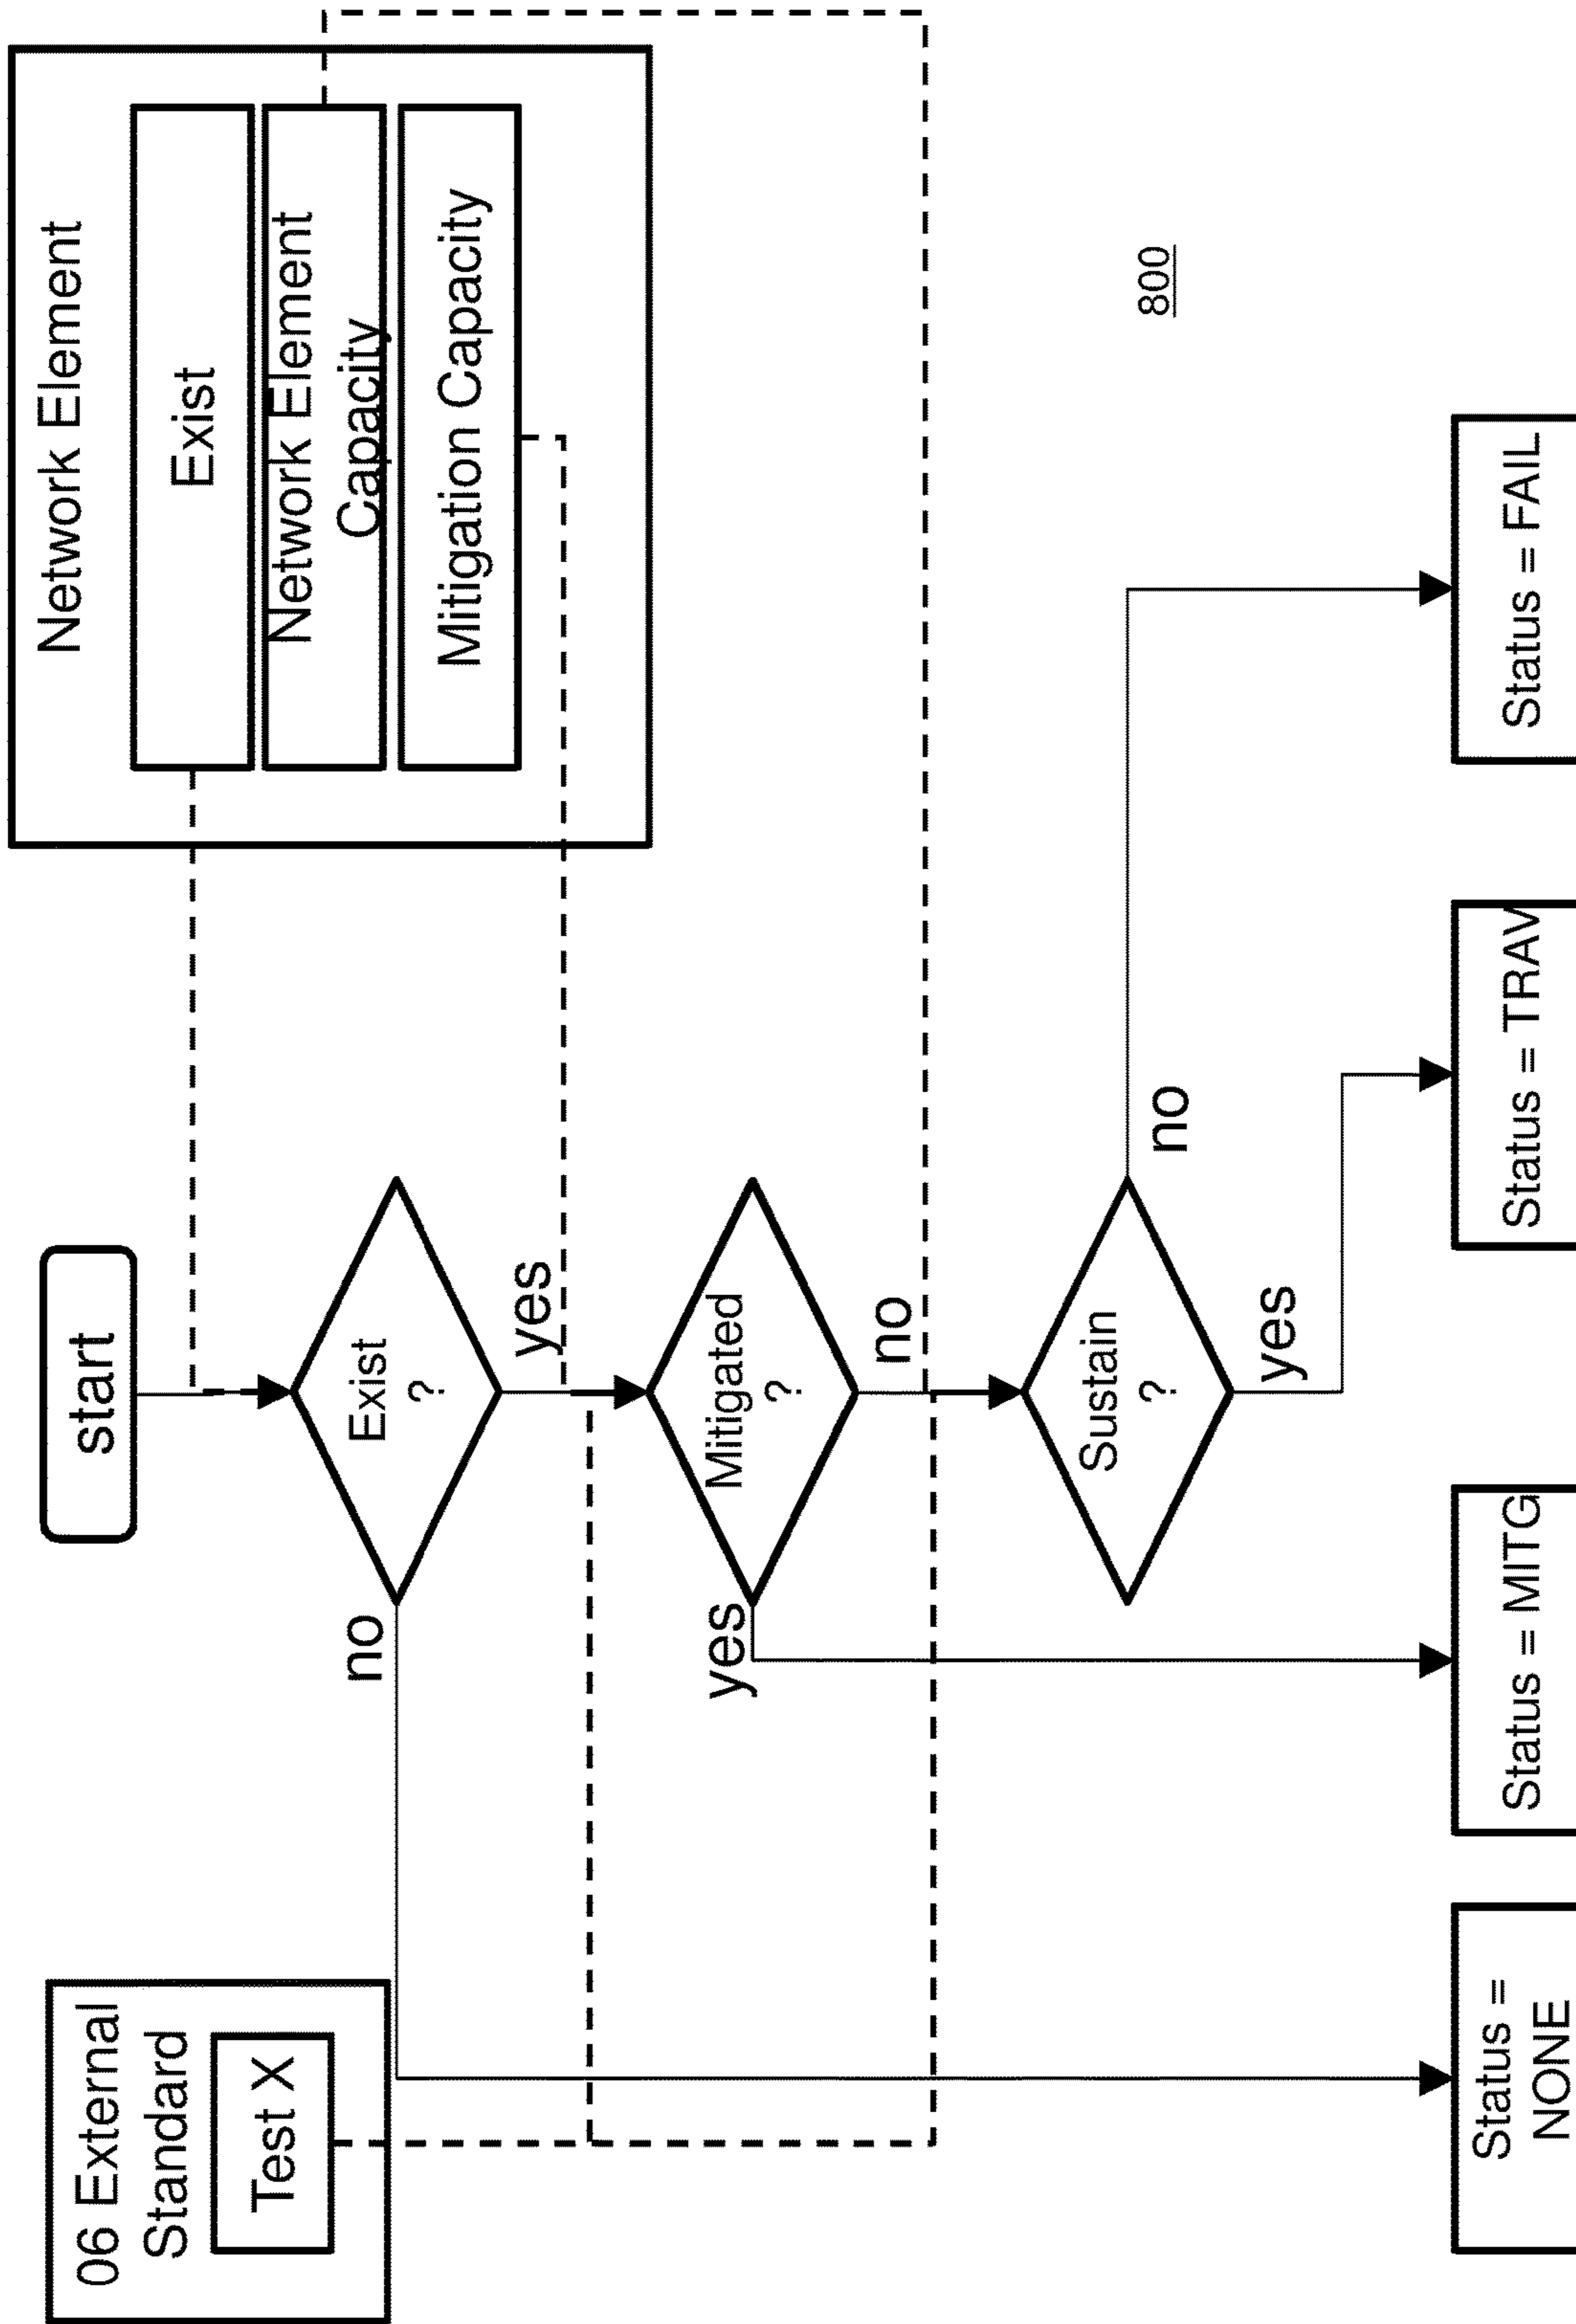 06 External
Standard
Test X
start
Network Element
Exist
Network Element
Capacity
Mitigation Capacity
Exist
?
no
yes
Mitigated
?
yes
no
Sustain
?
no
yes
800
Status =
NONE
Status = MITG
Status = TRAV
Status = FAIL